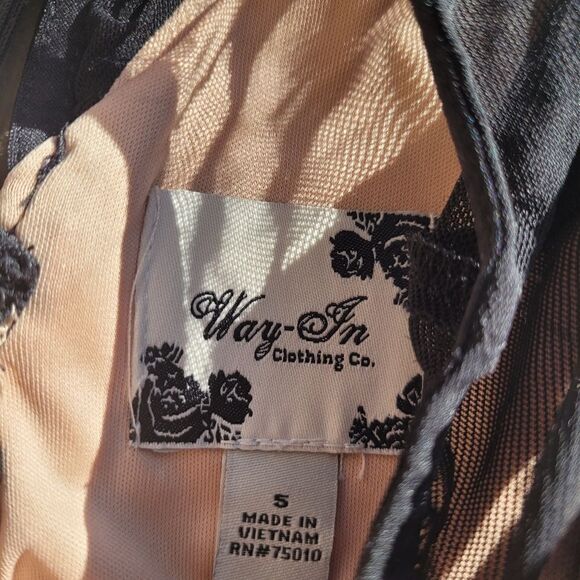 Way-In
Clothing Co.
5
MADE IN
VIETNAM
RN#75010